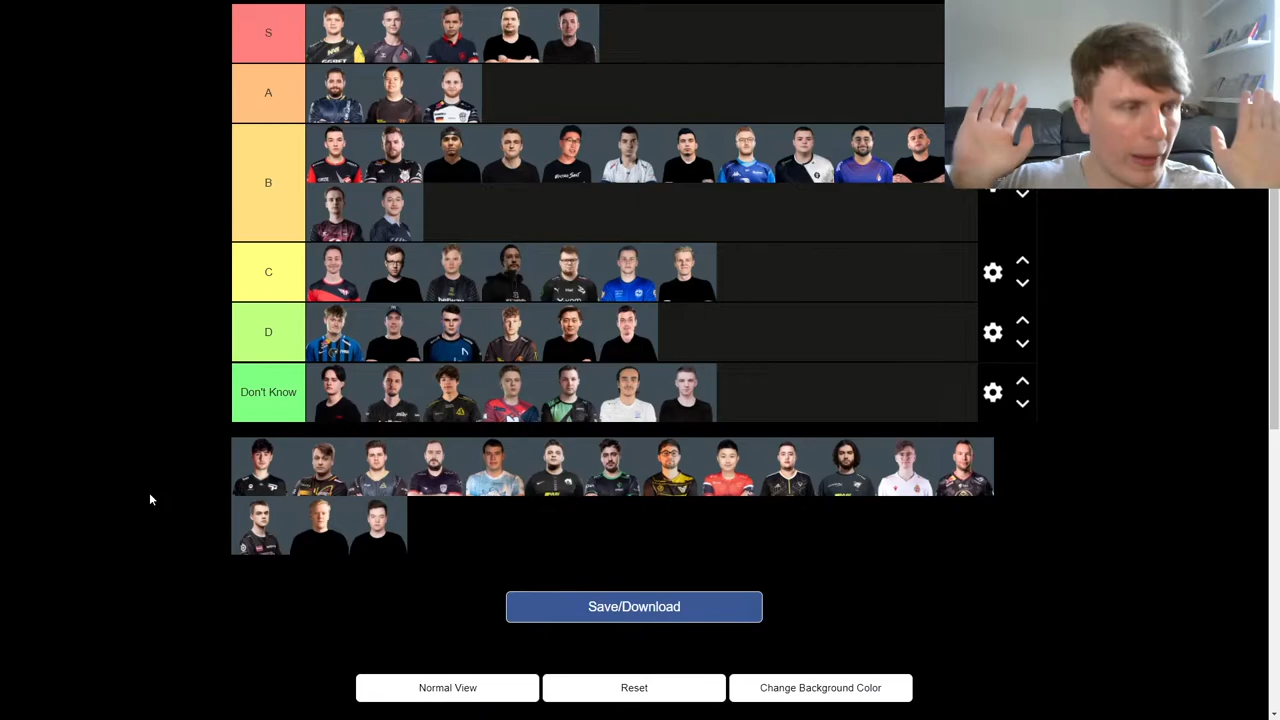 S
A
B
C
D
Don't Know
Save/Download
Normal View
Reset
Change Background Color